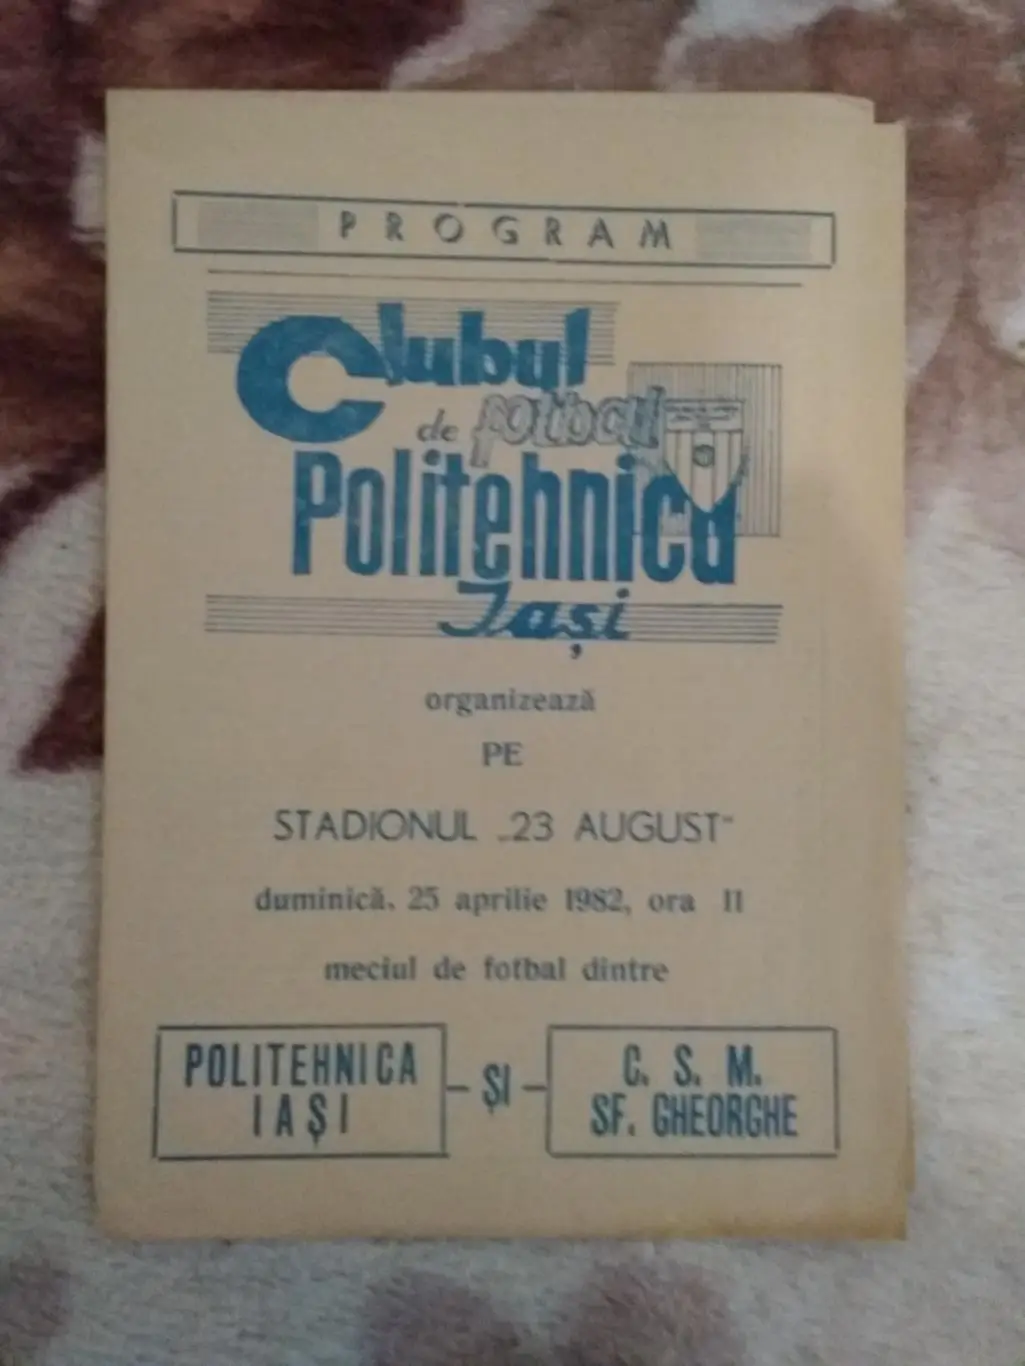 PROGRAM
Clubul
de fotbal
Politehnica
Iași
organizează
PE
STADIONUL „23 AUGUST“
duminică, 25 aprilie 1982, ora 11
meciul de fotbal dintre
POLITEHNICA
IAȘI
- ȘI -
C. S. M.
SF. GHEORGHE